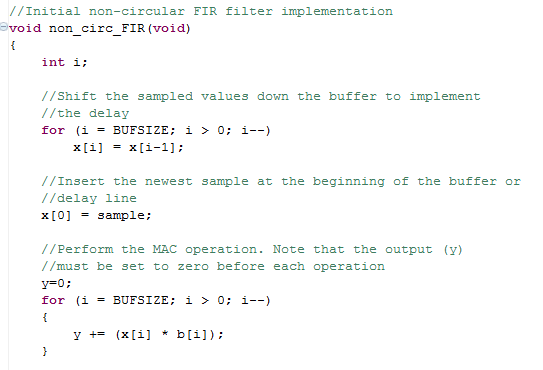 //Initial non-circular FIR filter implementation
void non_circ_FIR(void)
{
int i;
//Shift the sampled values down the buffer to implement
//the delay
for (i = BUFSIZE; i > 0; i--)
x[i] = x[i-1];
//Insert the newest sample at the beginning of the buffer or
//delay line
x[0] = sample;
//Perform the MAC operation. Note that the output (y)
//must be set to zero before each operation
y=0;
for (i = BUFSIZE; i > 0; i--)
{
y += (x[i] * b[i]);
}